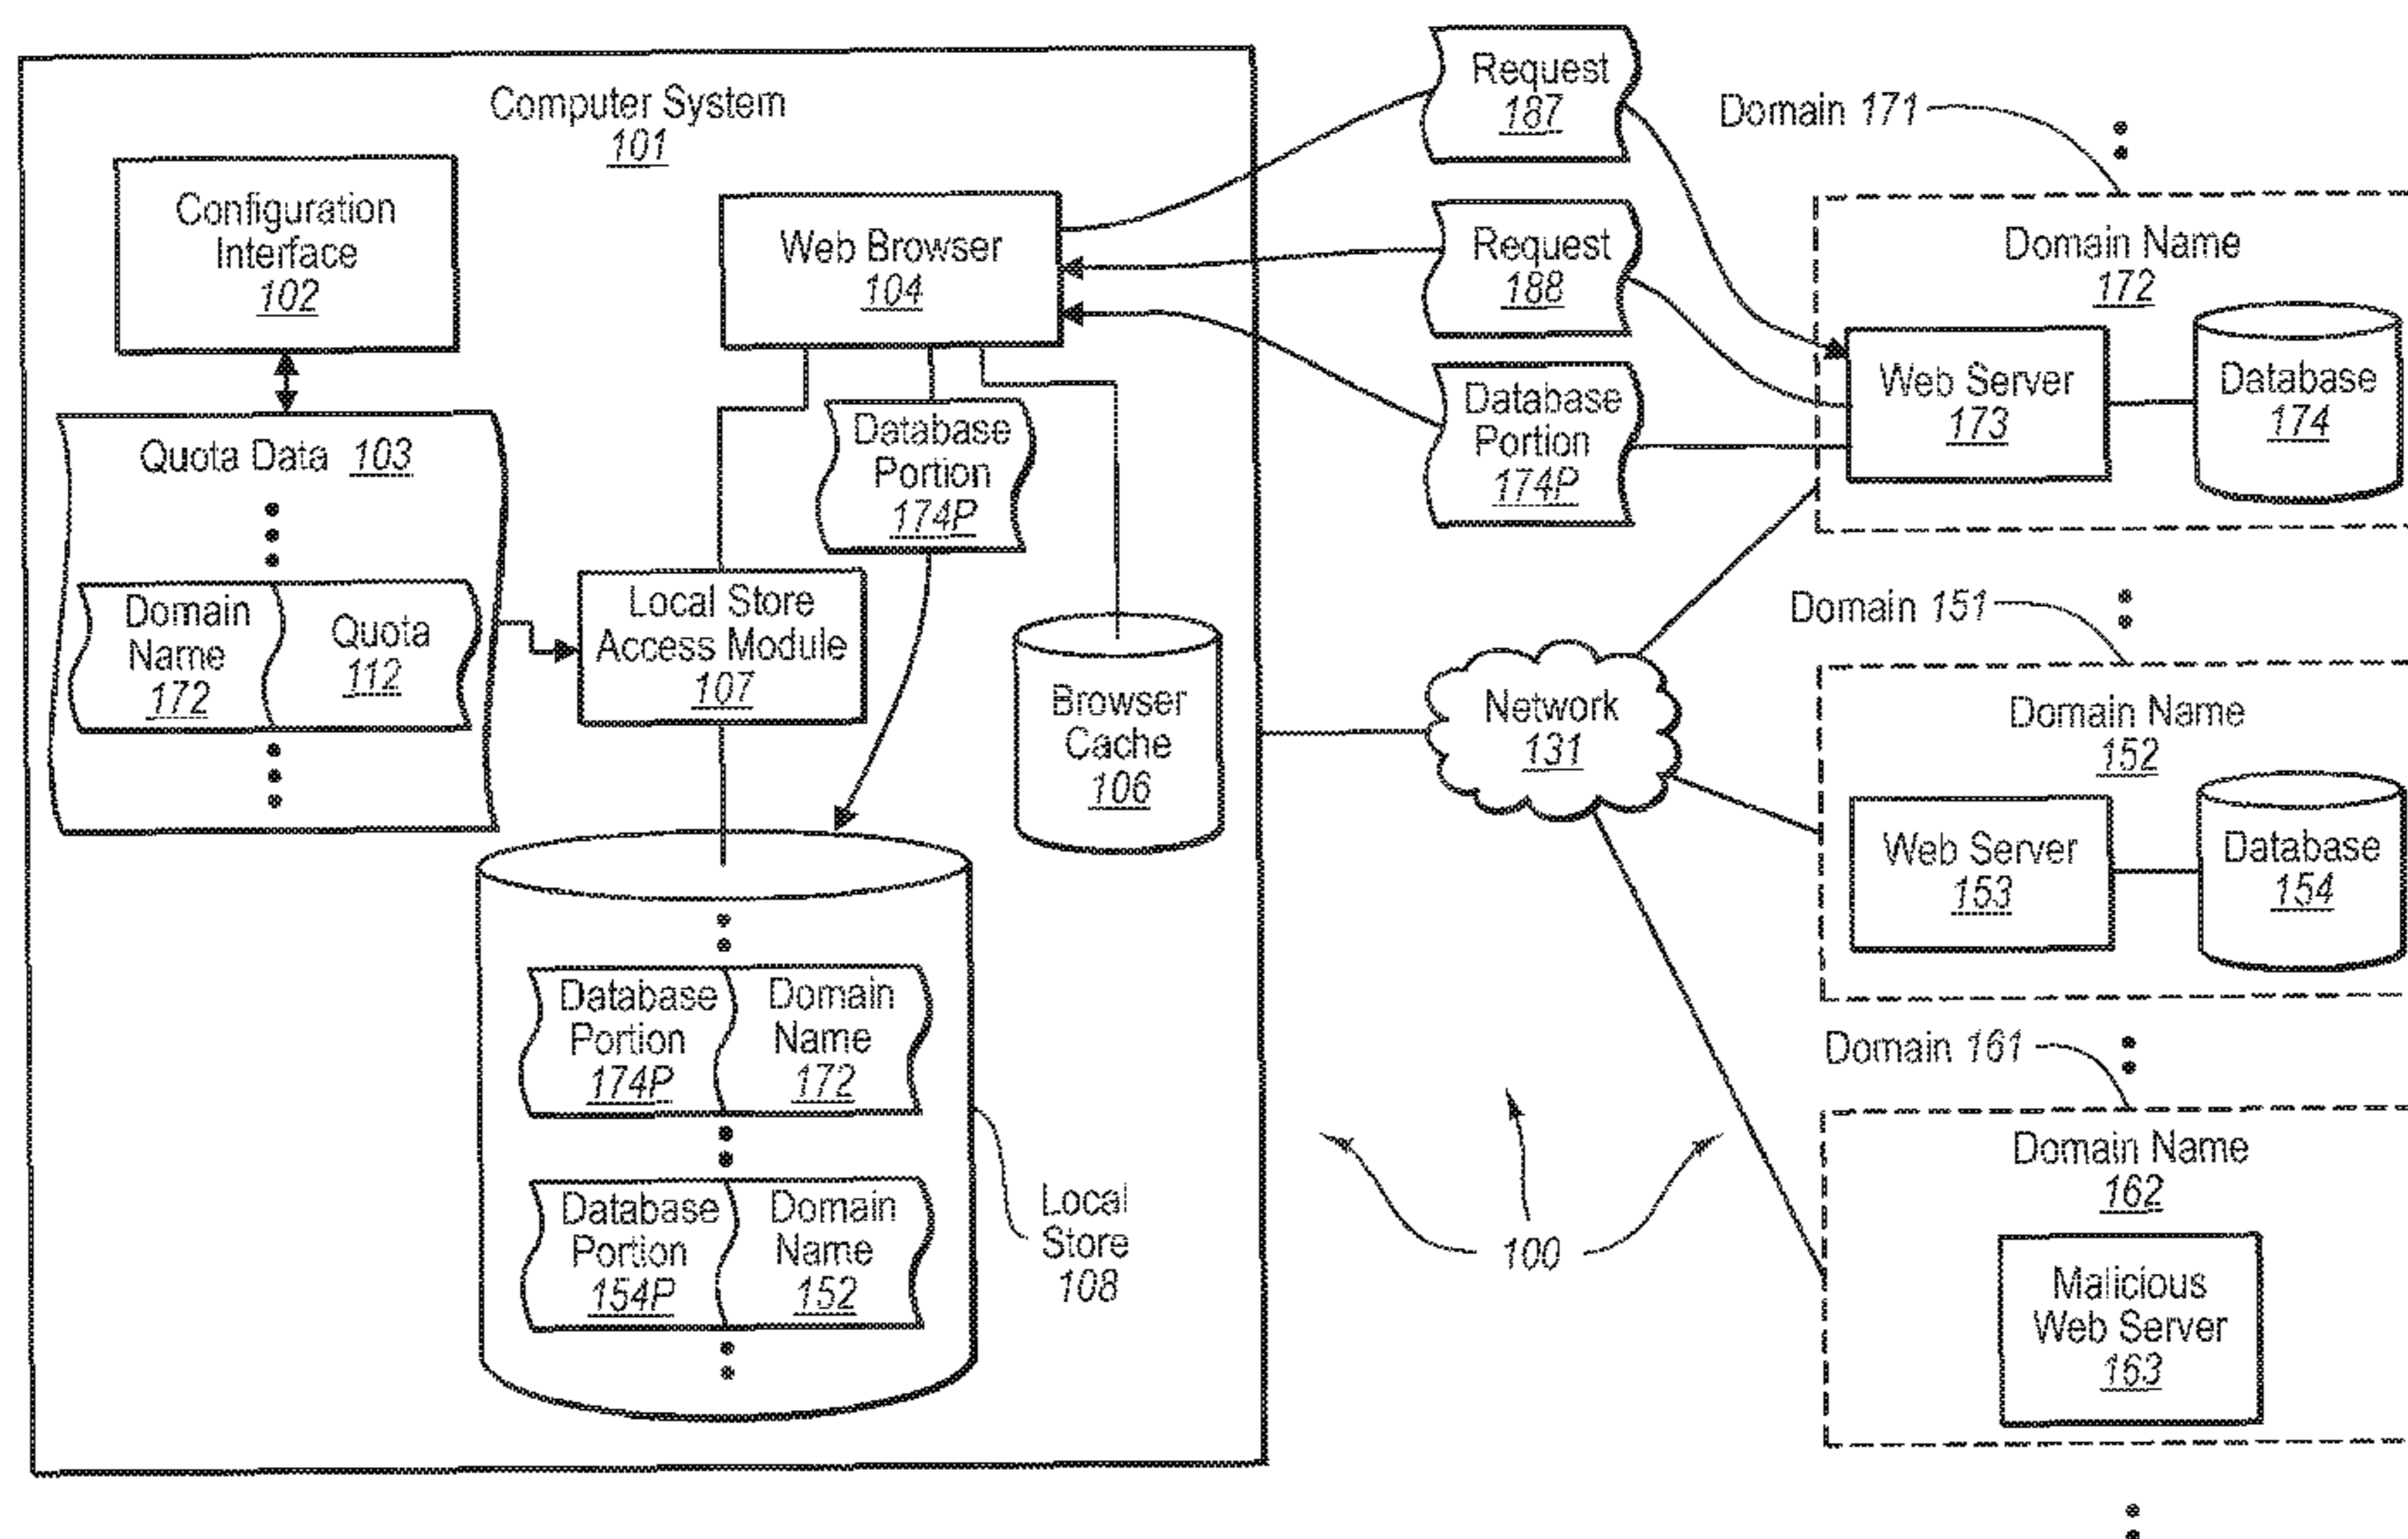 Computer System
101
Configuration
Interface
102
Web Browser
104
Quota Data 103
Domain
Name
172
Quota
112
Database
Portion
174P
Local Store
Access Module
107
Browser
Cache
106
Database
Portion
174P
Domain
Name
172
Database
Portion
154P
Domain
Name
152
Local
Store
108
Request
187
Request
188
Database
Portion
174P
Network
131
100
Domain 171
Domain Name
172
Web Server
173
Database
174
Domain 151
Domain Name
152
Web Server
153
Database
154
Domain 161
Domain Name
162
Malicious
Web Server
163